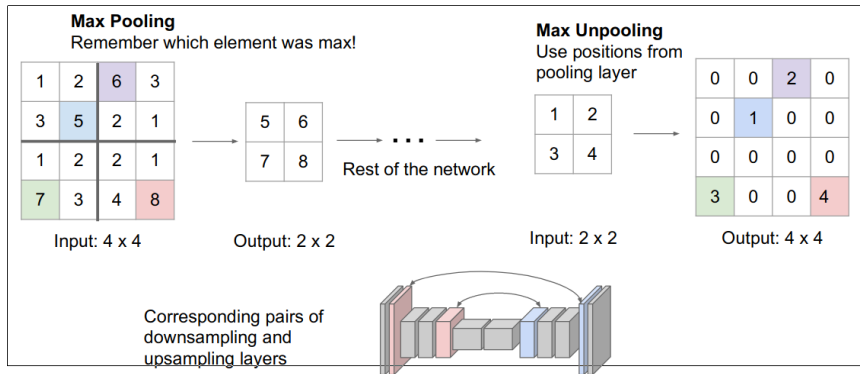 Max Pooling
Remember which element was max!
1 2 6 3
3 5 2 1
1 2 2 1
7 3 4 8
Input: 4 x 4
5 6
7 8
Output: 2 x 2
...
Rest of the network
Max Unpooling
Use positions from
pooling layer
1 2
3 4
Input: 2 x 2
0 0 2 0
0 1 0 0
0 0 0 0
3 0 0 4
Output: 4 x 4
Corresponding pairs of
downsampling and
upsampling layers